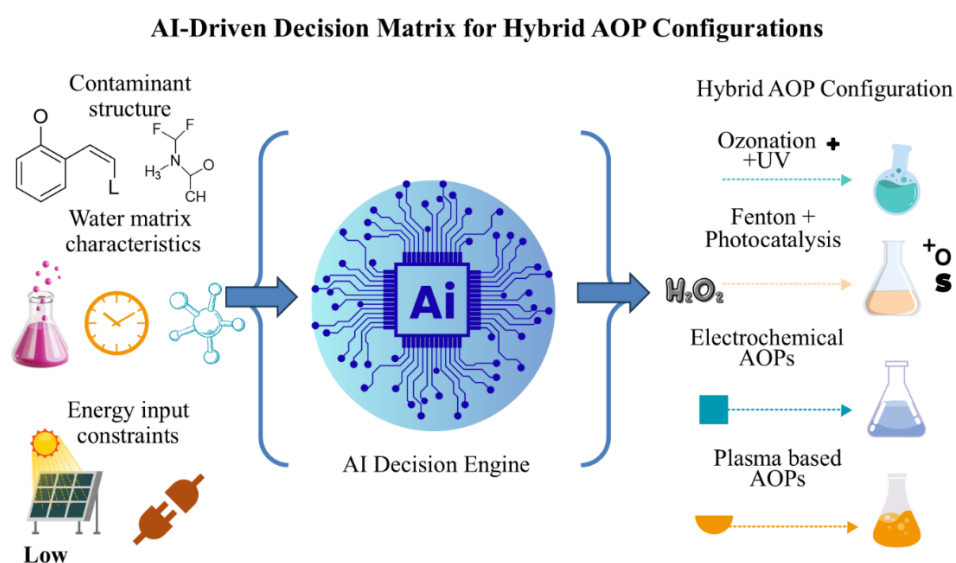 AI-Driven Decision Matrix for Hybrid AOP Configurations
Contaminant
structure
O
L
F F
N
H₃
O
CH
Water matrix
characteristics
Energy input
constraints
Low
Ai
AI Decision Engine
Hybrid AOP Configuration
Ozonation +
+UV
Fenton +
Photocatalysis
H₂O₂
+O
S
Electrochemical
AOPs
Plasma based
AOPs